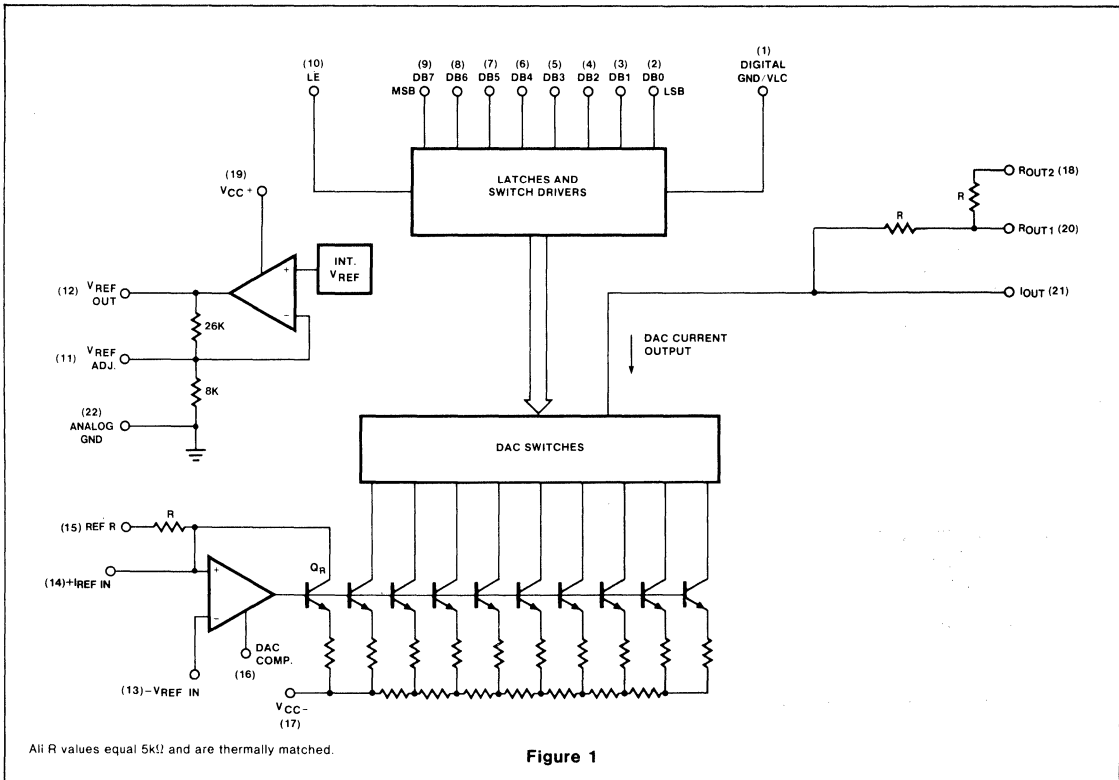 (10)
LE
(9)
DB7
(8)
DB6
(7)
DB5
(6)
DB4
(5)
DB3
(4)
DB2
(3)
DB1
(2)
DB0
(1)
DIGITAL
GND/VLC
MSB
LSB
LATCHES AND
SWITCH DRIVERS
(19)
VCC +
INT.
VREF
+
−
(12) VREF
OUT
26K
(11) VREF
ADJ.
8K
(22)
ANALOG
GND
ROUT2 (18)
R
R
ROUT1 (20)
IOUT (21)
DAC CURRENT
OUTPUT
DAC SWITCHES
(15) REF R
R
(14)+IREF IN
+
−
QR
DAC
COMP.
(16)
(13)−VREF IN
VCC−
(17)
All R values equal 5kΩ and are thermally matched.
Figure 1